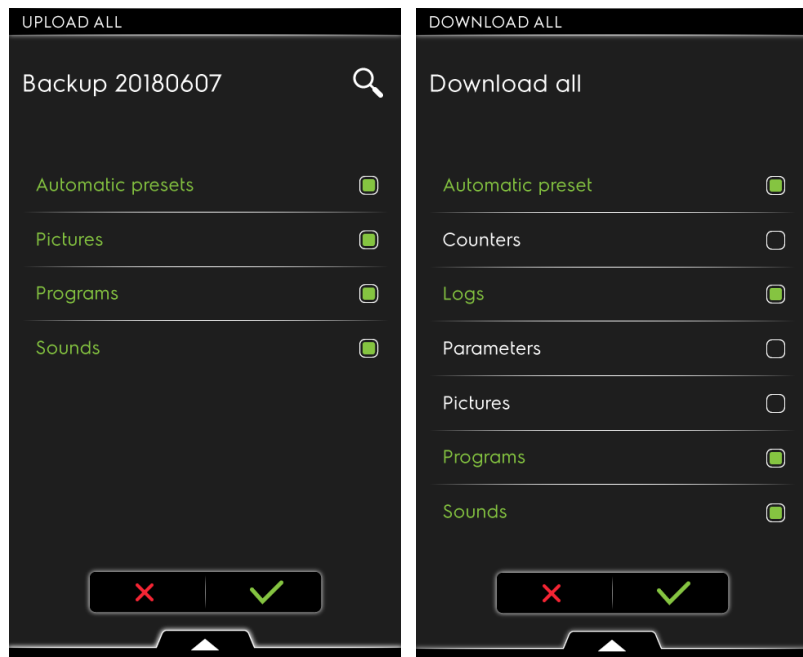 UPLOAD ALL
Backup 20180607
Automatic presets
Pictures
Programs
Sounds
DOWNLOAD ALL
Download all
Automatic preset
Counters
Logs
Parameters
Pictures
Programs
Sounds